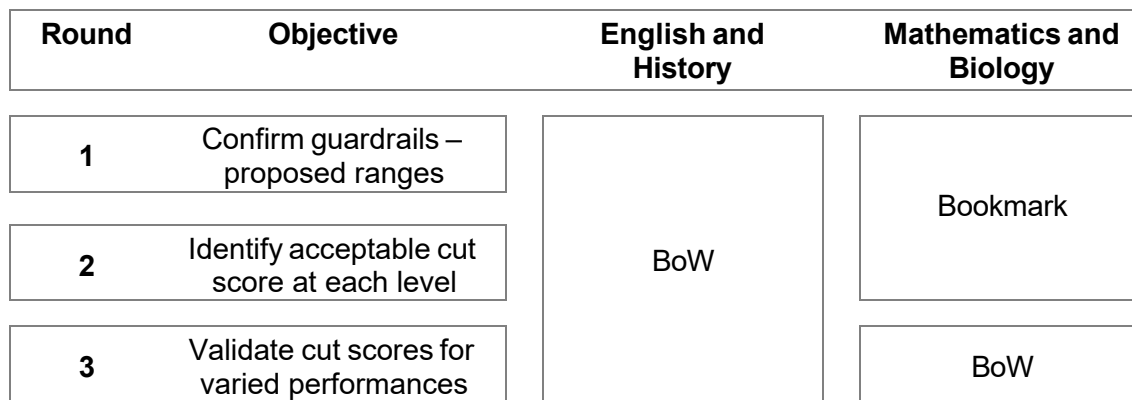 Round Objective English and Mathematics and
History Biology
1 Confirm guardrails –
proposed ranges
Bookmark
2 Identify acceptable cut
score at each level
BoW
3 Validate cut scores for
varied performances
BoW